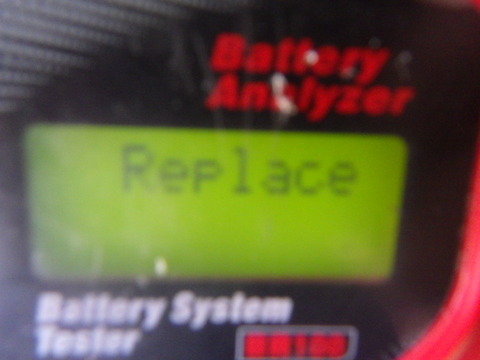 Battery
Analyzer
Replace
Battery System
Tester